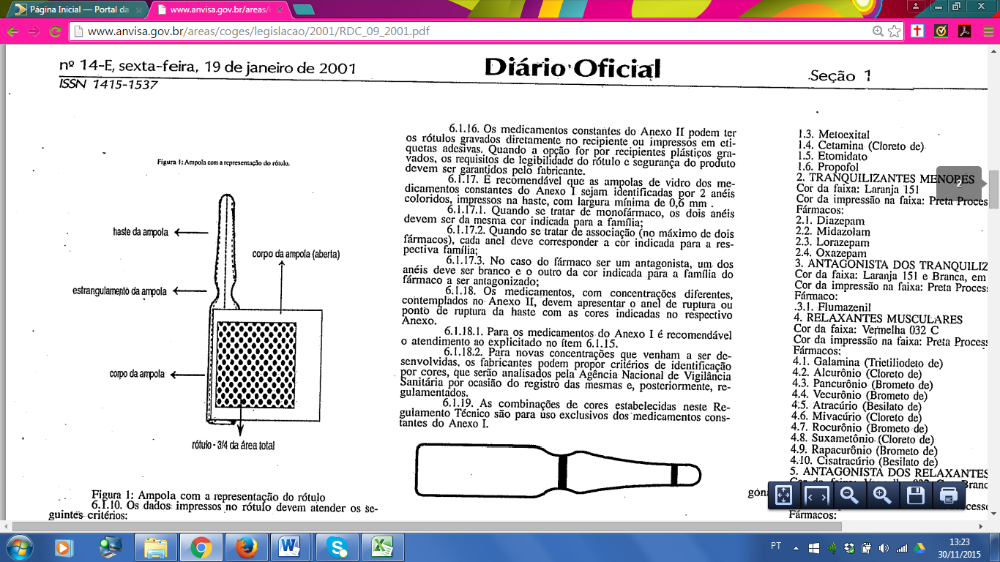 Página Inicial — Portal da
www.anvisa.gov.br/areas/
www.anvisa.gov.br/areas/coges/legislacao/2001/RDC_09_2001.pdf
nº 14-E, sexta-feira, 19 de janeiro de 2001
Diário Oficial
Seção 1
ISSN 1415-1537
Figura 1: Ampola com a representação do rótulo.
haste da ampola
corpo da ampola (aberta)
estrangulamento da ampola
corpo da ampola
rótulo - 3/4 da área total
Figura 1: Ampola com a representação do rótulo
6.1.10. Os dados impressos no rótulo devem atender os se-
guintes critérios:
6.1.16. Os medicamentos constantes do Anexo II podem ter
os rótulos gravados diretamente no recipiente ou impressos em eti-
quetas adesivas. Quando a opção for por recipientes plásticos gra-
vados, os requisitos de legibilidade do rótulo e segurança do produto
devem ser garantidos pelo fabricante.
6.1.17. É recomendável que as ampolas de vidro dos me-
dicamentos constantes do Anexo I sejam identificadas por 2 anéis
coloridos, impressos na haste, com largura mínima de 0,6 mm .
6.1.17.1. Quando se tratar de monofármaco, os dois anéis
devem ser da mesma cor indicada para a família;
6.1.17.2. Quando se tratar de associação (no máximo de dois
fármacos), cada anel deve corresponder a cor indicada para a res-
pectiva família;
6.1.17.3. No caso do fármaco ser um antagonista, um dos
anéis deve ser branco e o outro da cor indicada para a família do
fármaco a ser antagonizado;
6.1.18. Os medicamentos, com concentrações diferentes,
contemplados no Anexo II, devem apresentar o anel de ruptura ou
ponto de ruptura da haste com as cores indicadas no respectivo
Anexo.
6.1.18.1. Para os medicamentos do Anexo I é recomendável
o atendimento ao explicitado no ítem 6.1.15.
6.1.18.2. Para novas concentrações que venham a ser de-
senvolvidas, os fabricantes podem propor critérios de identificação
por cores, que serão analisados pela Agência Nacional de Vigilância
Sanitária por ocasião do registro das mesmas e, posteriormente, re-
gulamentados.
6.1.19. As combinações de cores estabelecidas neste Re-
gulamento Técnico são para uso exclusivos dos medicamentos cons-
tantes do Anexo I.
1.3. Metoexital
1.4. Cetamina (Cloreto de)
1.5. Etomidato
1.6. Propofol
2. TRANQUILIZANTES MENORES
Cor da faixa: Laranja 151
2
Cor da impressão na faixa: Preta Proces
Fármacos:
2.1. Diazepam
2.2. Midazolam
2.3. Lorazepam
2.4. Oxazepam
3. ANTAGONISTA DOS TRANQUILIZ
Cor da faixa: Laranja 151 e Branca, em
Cor da impressão na faixa: Preta Proces
Fármaco:
3.1. Flumazenil
4. RELAXANTES MUSCULARES
Cor da faixa: Vermelha 032 C
Cor da impressão na faixa: Preta Process
Fármacos:
4.1. Galamina (Trietiliodeto de)
4.2. Alcurônio (Cloreto de)
4.3. Pancurônio (Brometo de)
4.4. Vecurônio (Brometo de)
4.5. Atracúrio (Besilato de)
4.6. Mivacúrio (Cloreto de)
4.7. Rocurônio (Brometo de)
4.8. Suxametônio (Cloreto de)
4.9. Rapacurônio (Brometo de)
4.10. Cisatracúrio (Besilato de)
5. ANTAGONISTA DOS RELAXANTES
Fármacos:
PT
13:23
30/11/2015